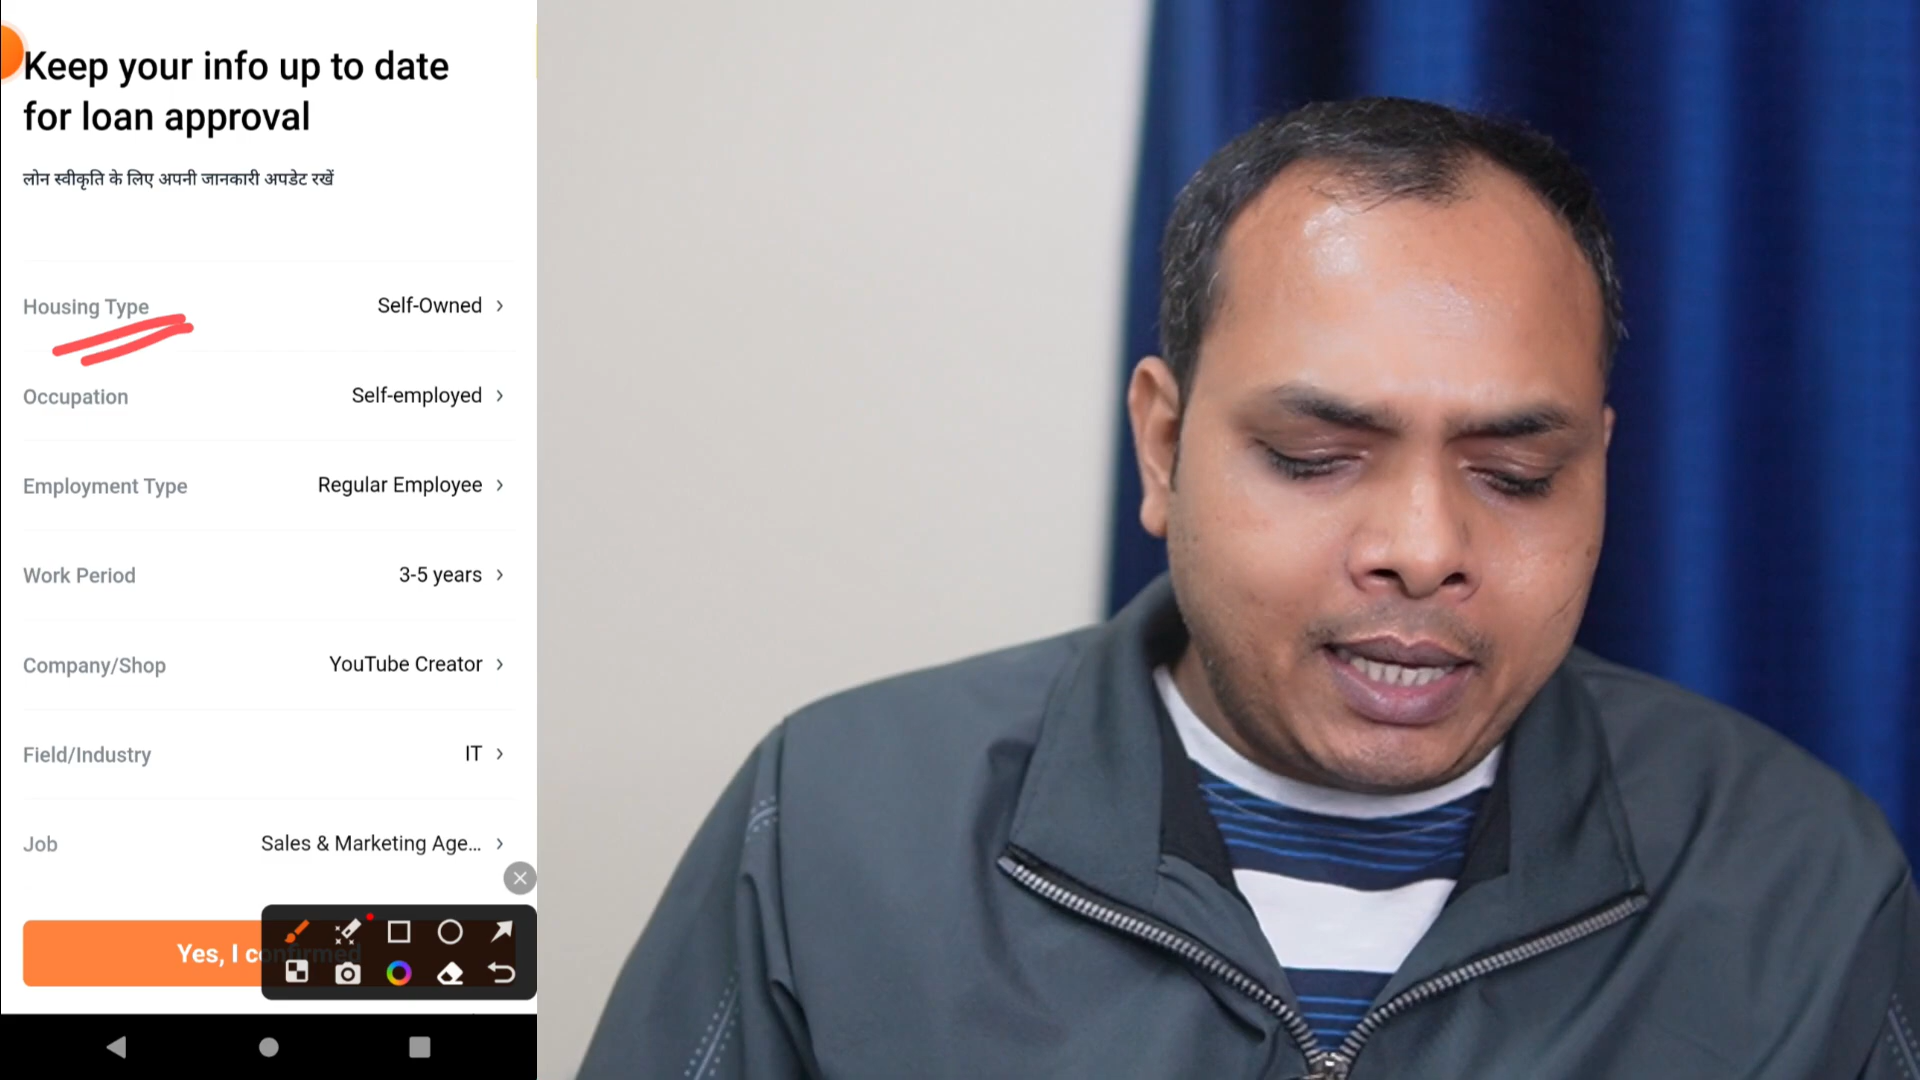 Keep your info up to date
for loan approval
लोन स्वीकृति के लिए अपनी जानकारी अपडेट रखें
Housing Type Self-Owned
Occupation Self-employed
Employment Type Regular Employee
Work Period 3-5 years
Company/Shop YouTube Creator
Field/Industry IT
Job Sales & Marketing Age...
Yes, I confirmed